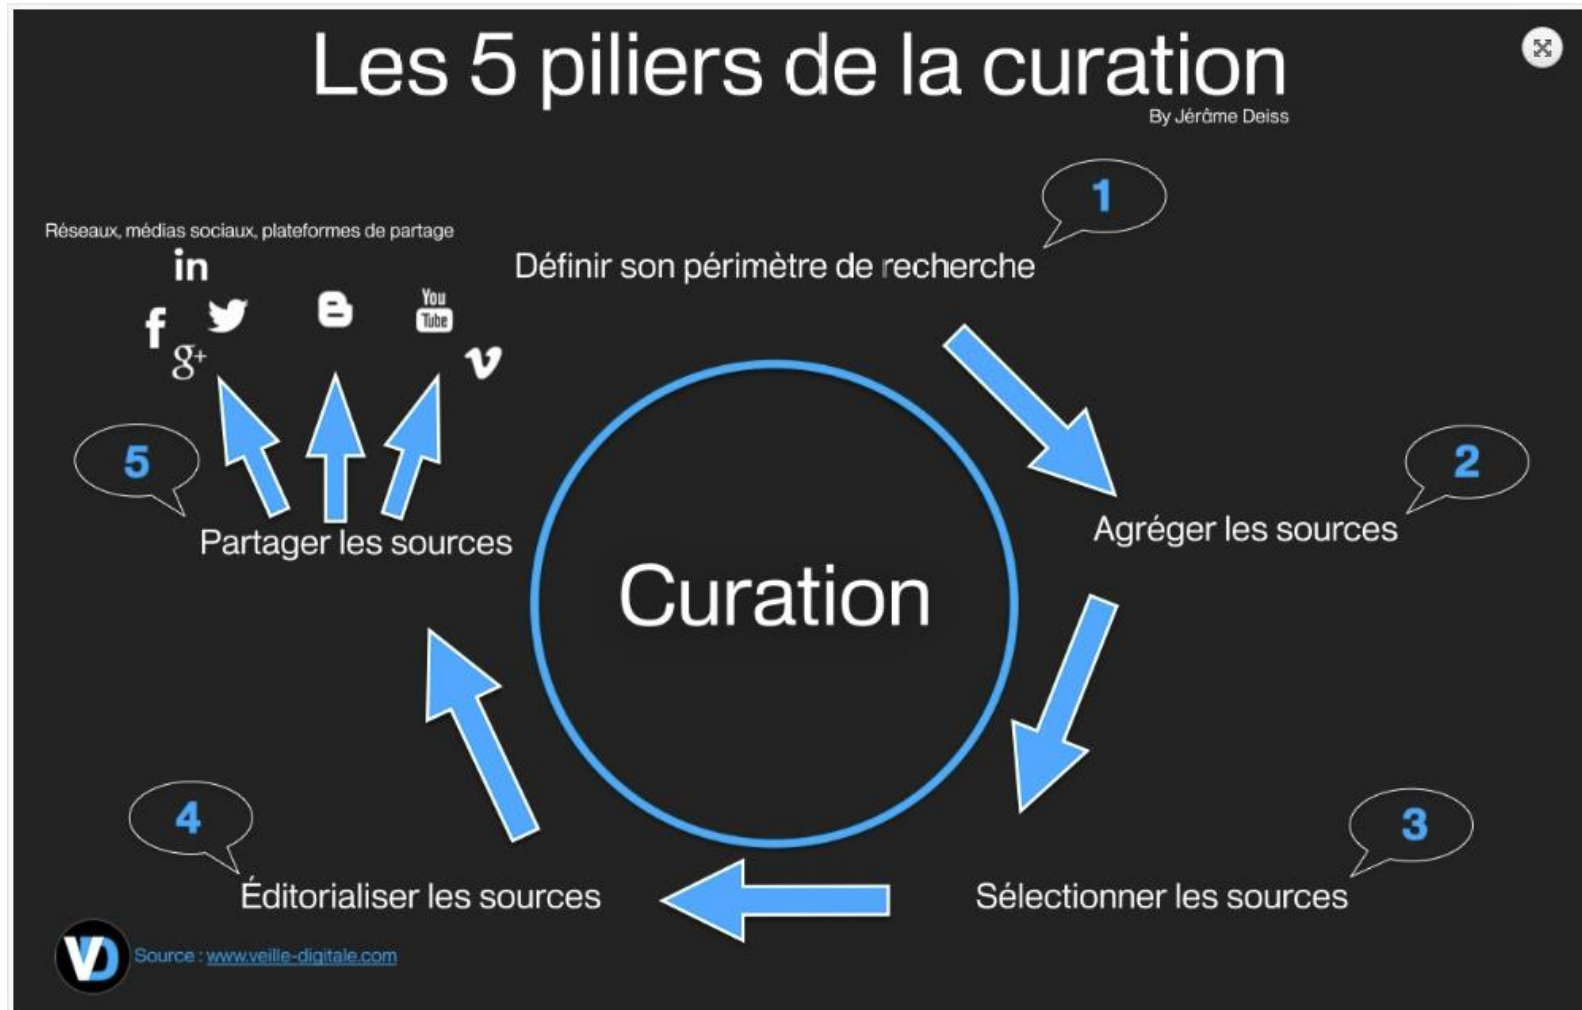 Les 5 piliers de la curation
By Jérôme Deiss
1
Définir son périmètre de recherche
Réseaux, médias sociaux, plateformes de partage
in
f
g+
You
Tube
5
Partager les sources
2
Agréger les sources
Curation
4
Éditorialiser les sources
3
Sélectionner les sources
VD
Source : www.veille-digitale.com